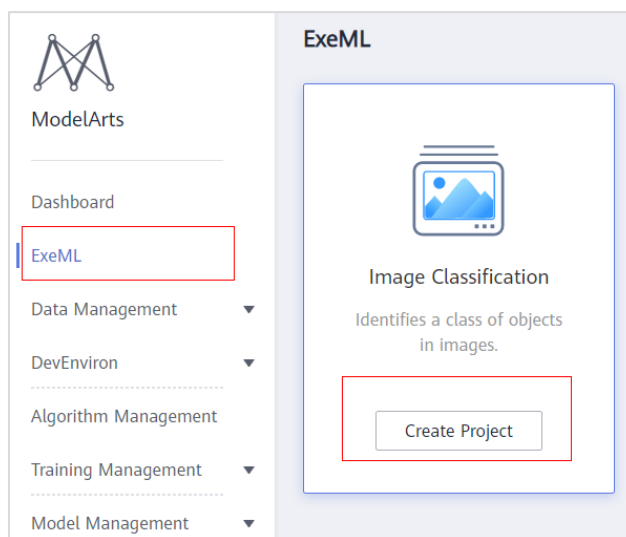 ModelArts
Dashboard
ExeML
Data Management
DevEnviron
Algorithm Management
Training Management
Model Management
ExeML
Image Classification
Identifies a class of objects
in images.
Create Project